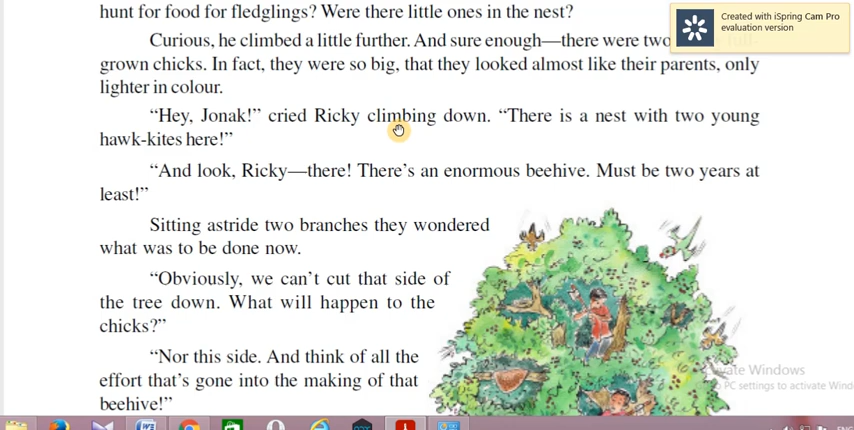 hunt for food for fledglings? Were there little ones in the nest?
Created with iSpring Cam Pro
evaluation version
Curious, he climbed a little further. And sure enough—there were two
grown chicks. In fact, they were so big, that they looked almost like their parents, only
lighter in colour.
“Hey, Jonak!” cried Ricky climbing down. “There is a nest with two young
hawk-kites here!”
“And look, Ricky—there! There’s an enormous beehive. Must be two years at
least!”
Sitting astride two branches they wondered
what was to be done now.
“Obviously, we can’t cut that side of
the tree down. What will happen to the
chicks?”
“Nor this side. And think of all the
effort that’s gone into the making of that
beehive!”
Windows
PC settings to activate